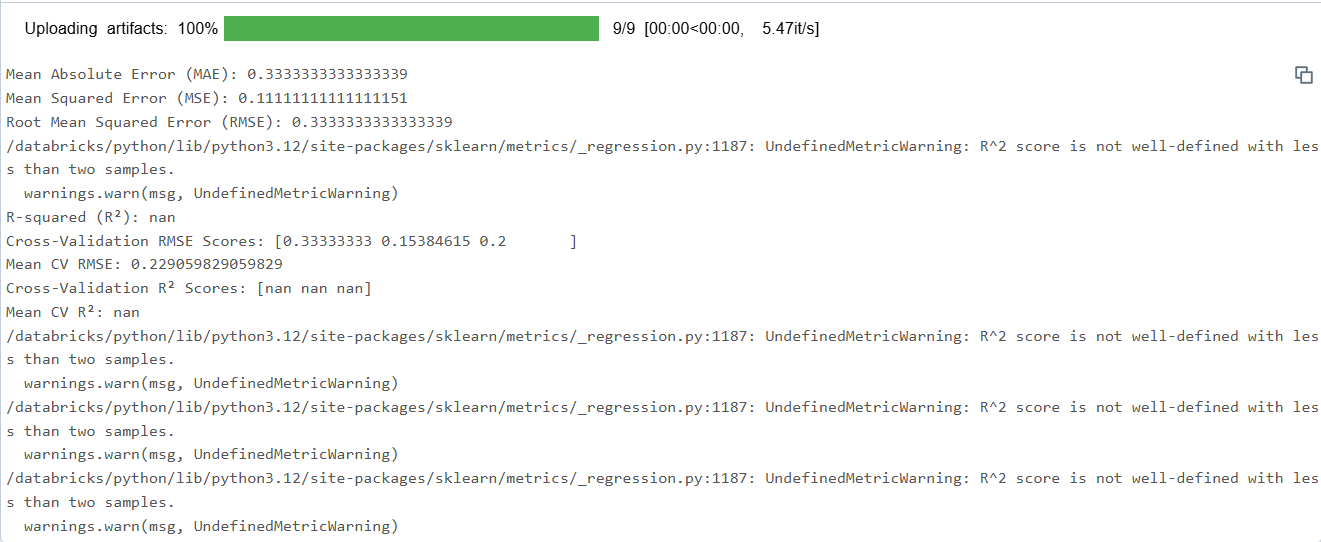 Uploading artifacts: 100% 9/9 [00:00<00:00, 5.47it/s]
Mean Absolute Error (MAE): 0.3333333333333339
Mean Squared Error (MSE): 0.11111111111111151
Root Mean Squared Error (RMSE): 0.3333333333333339
/databricks/python/lib/python3.12/site-packages/sklearn/metrics/_regression.py:1187: UndefinedMetricWarning: R^2 score is not well-defined with les
s than two samples.
  warnings.warn(msg, UndefinedMetricWarning)
R-squared (R²): nan
Cross-Validation RMSE Scores: [0.33333333 0.15384615 0.2       ]
Mean CV RMSE: 0.229059829059829
Cross-Validation R² Scores: [nan nan nan]
Mean CV R²: nan
/databricks/python/lib/python3.12/site-packages/sklearn/metrics/_regression.py:1187: UndefinedMetricWarning: R^2 score is not well-defined with les
s than two samples.
  warnings.warn(msg, UndefinedMetricWarning)
/databricks/python/lib/python3.12/site-packages/sklearn/metrics/_regression.py:1187: UndefinedMetricWarning: R^2 score is not well-defined with les
s than two samples.
  warnings.warn(msg, UndefinedMetricWarning)
/databricks/python/lib/python3.12/site-packages/sklearn/metrics/_regression.py:1187: UndefinedMetricWarning: R^2 score is not well-defined with les
s than two samples.
  warnings.warn(msg, UndefinedMetricWarning)